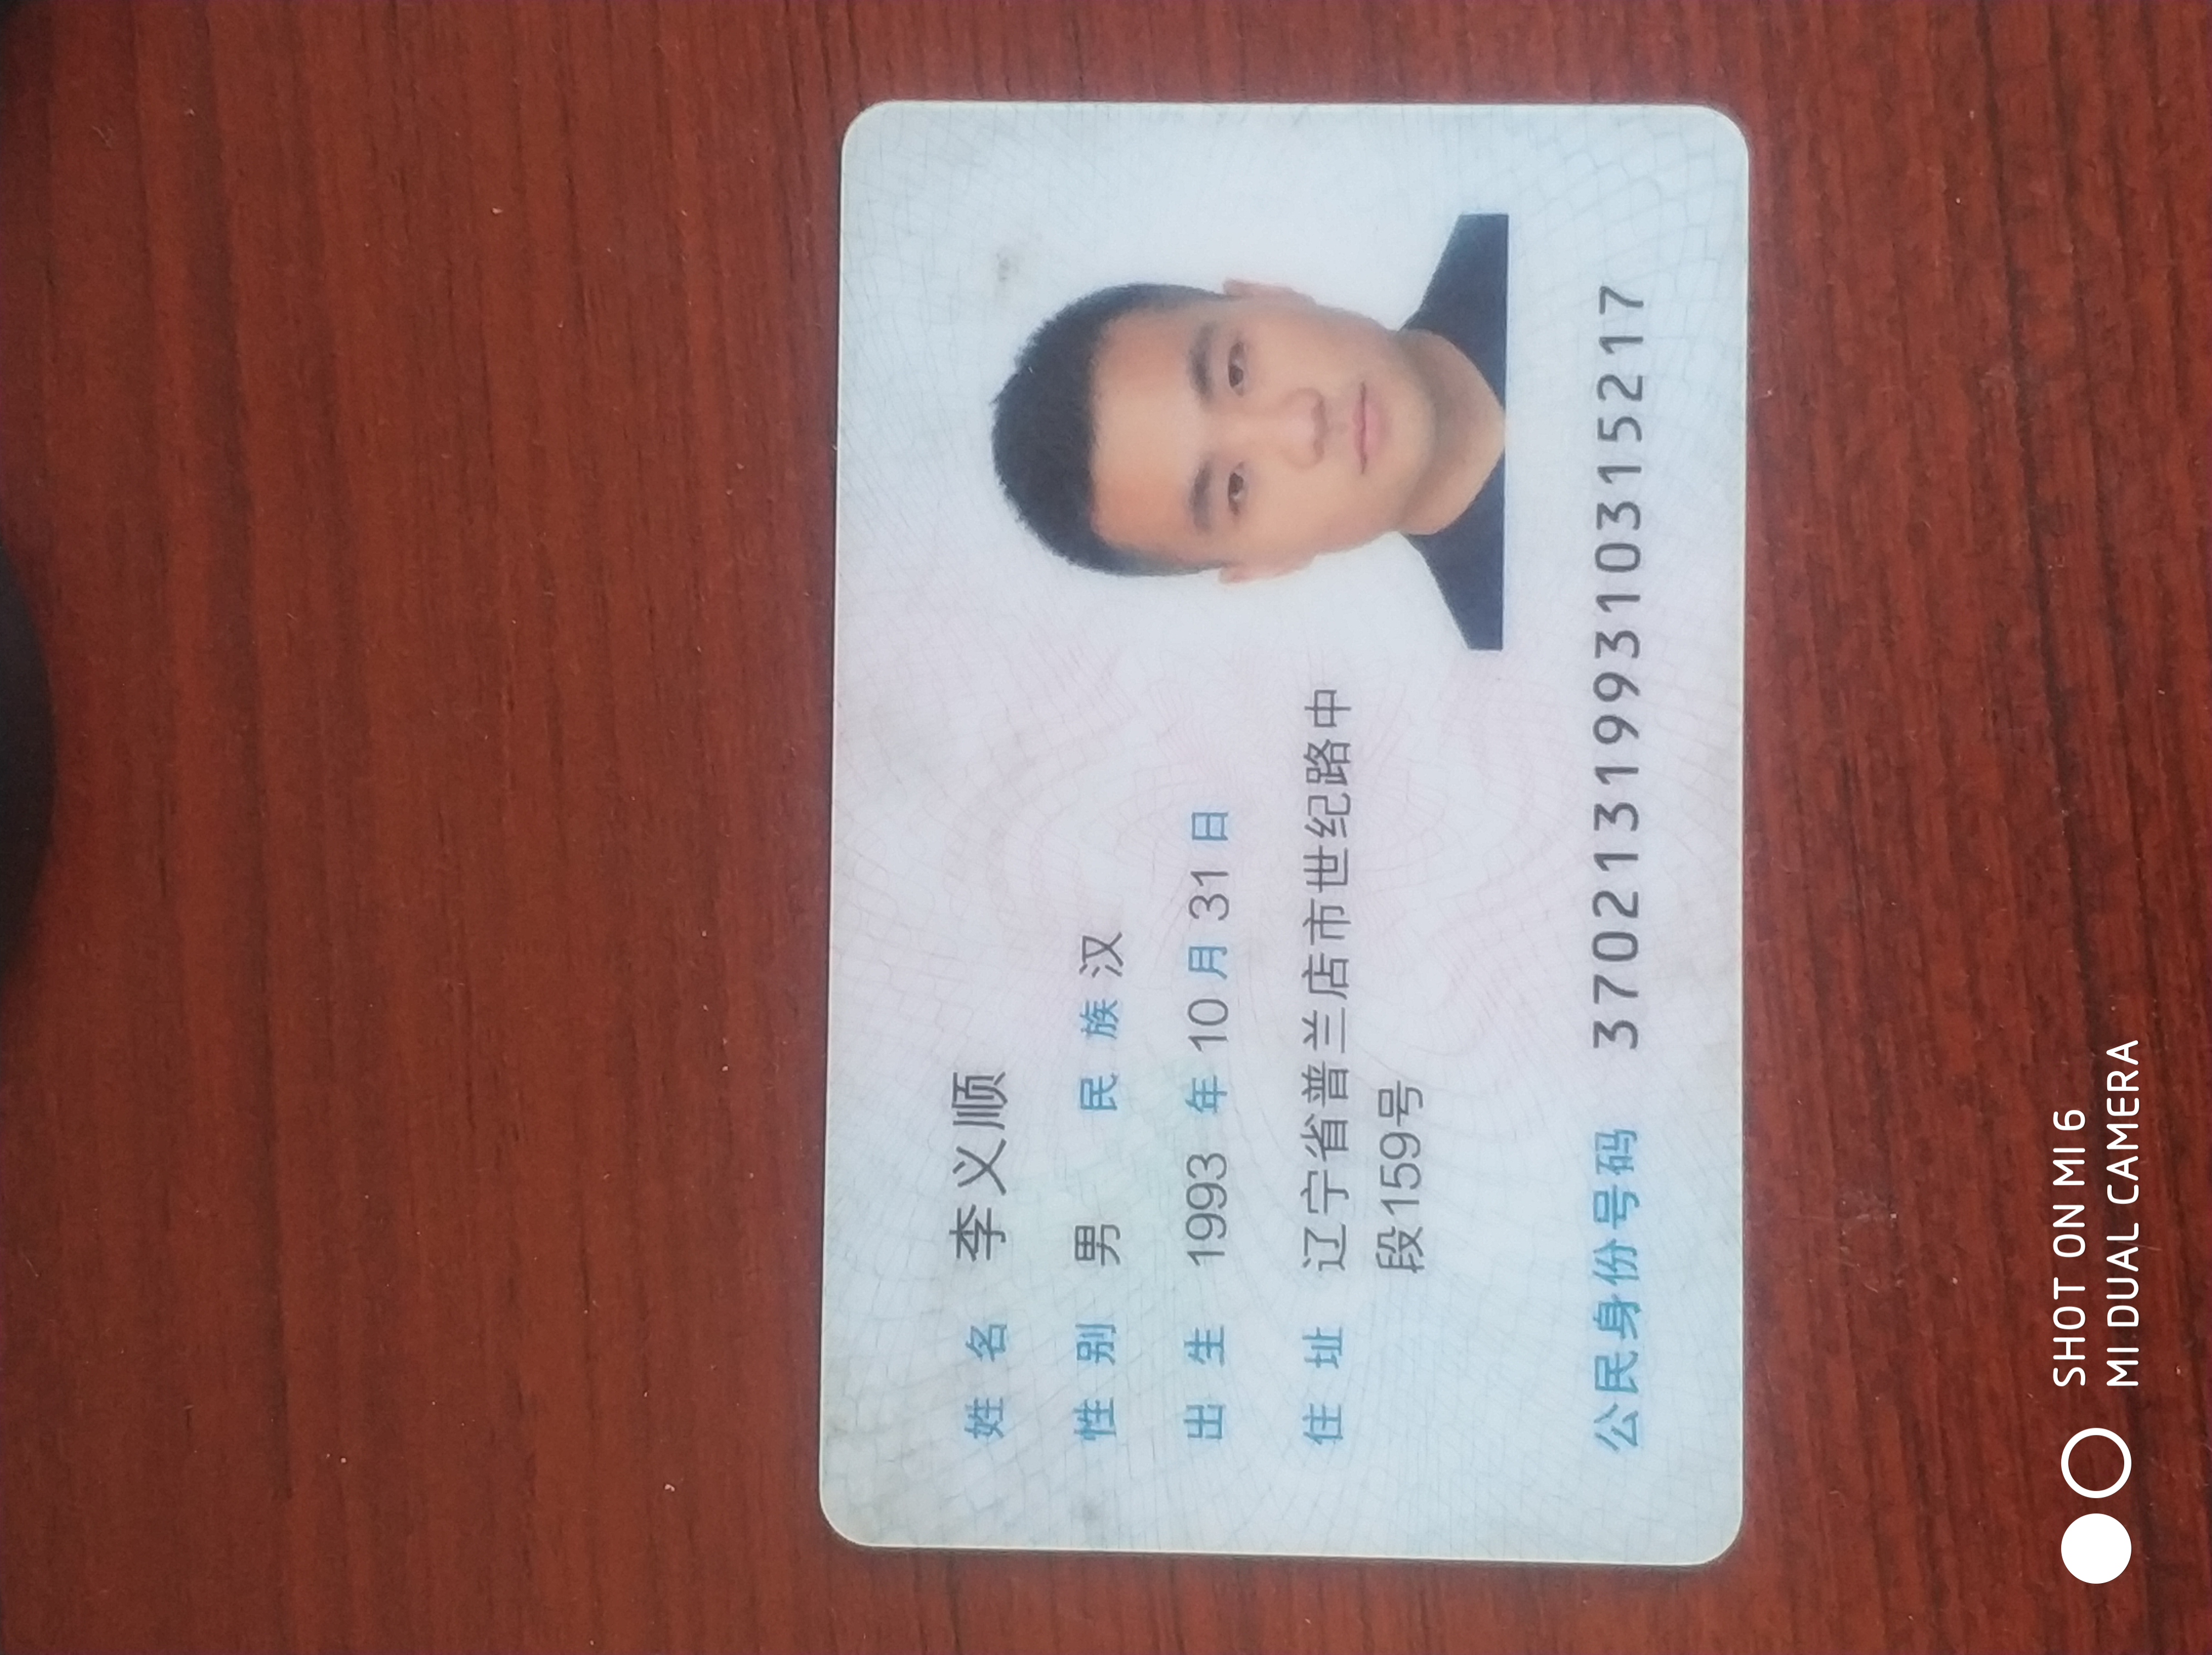 姓名 李义顺
性别 男 民族 汉
出生 1993 年 10 月 31 日
住址 辽宁省普兰店市世纪路中
段159号
公民身份号码 370213199310315217
SHOT ON MI 6
MI DUAL CAMERA